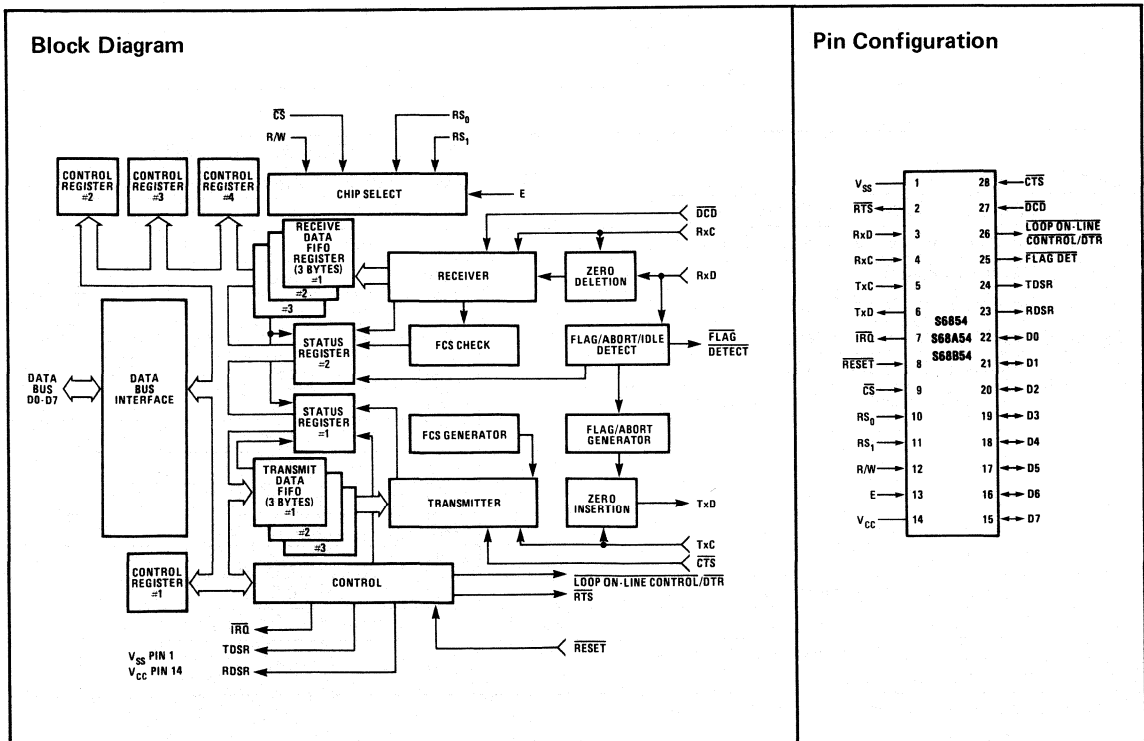 Block Diagram
CS
R/W
RS0
RS1
CONTROL
REGISTER
#2
CONTROL
REGISTER
#3
CONTROL
REGISTER
#4
CHIP SELECT
E
RECEIVE
DATA
FIFO
REGISTER
(3 BYTES)
#1
#2
#3
RECEIVER
ZERO
DELETION
DCD
RxC
RxD
STATUS
REGISTER
#2
FCS CHECK
FLAG/ABORT/IDLE
DETECT
FLAG
DETECT
DATA
BUS
D0-D7
DATA
BUS
INTERFACE
STATUS
REGISTER
#1
FCS GENERATOR
FLAG/ABORT
GENERATOR
TRANSMIT
DATA
FIFO
(3 BYTES)
#1
#2
#3
TRANSMITTER
ZERO
INSERTION
TxD
TxC
CTS
CONTROL
REGISTER
#1
CONTROL
LOOP ON-LINE CONTROL/DTR
RTS
IRQ
TDSR
RDSR
RESET
VSS PIN 1
VCC PIN 14
Pin Configuration
VSS 1 28 CTS
RTS 2 27 DCD
RxD 3 26 LOOP ON-LINE
CONTROL/DTR
RxC 4 25 FLAG DET
TxC 5 24 TDSR
TxD 6 23 RDSR
S6854
IRQ 7 S68A54 22 D0
S68B54
RESET 8 21 D1
CS 9 20 D2
RS0 10 19 D3
RS1 11 18 D4
R/W 12 17 D5
E 13 16 D6
VCC 14 15 D7